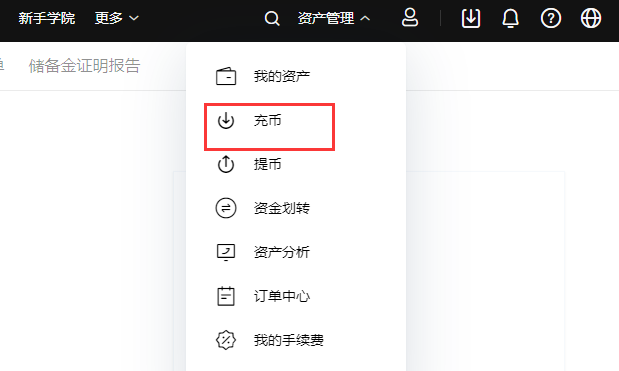 新手学院 更多 资产管理
储备金证明报告
我的资产
充币
提币
资金划转
资产分析
订单中心
我的手续费